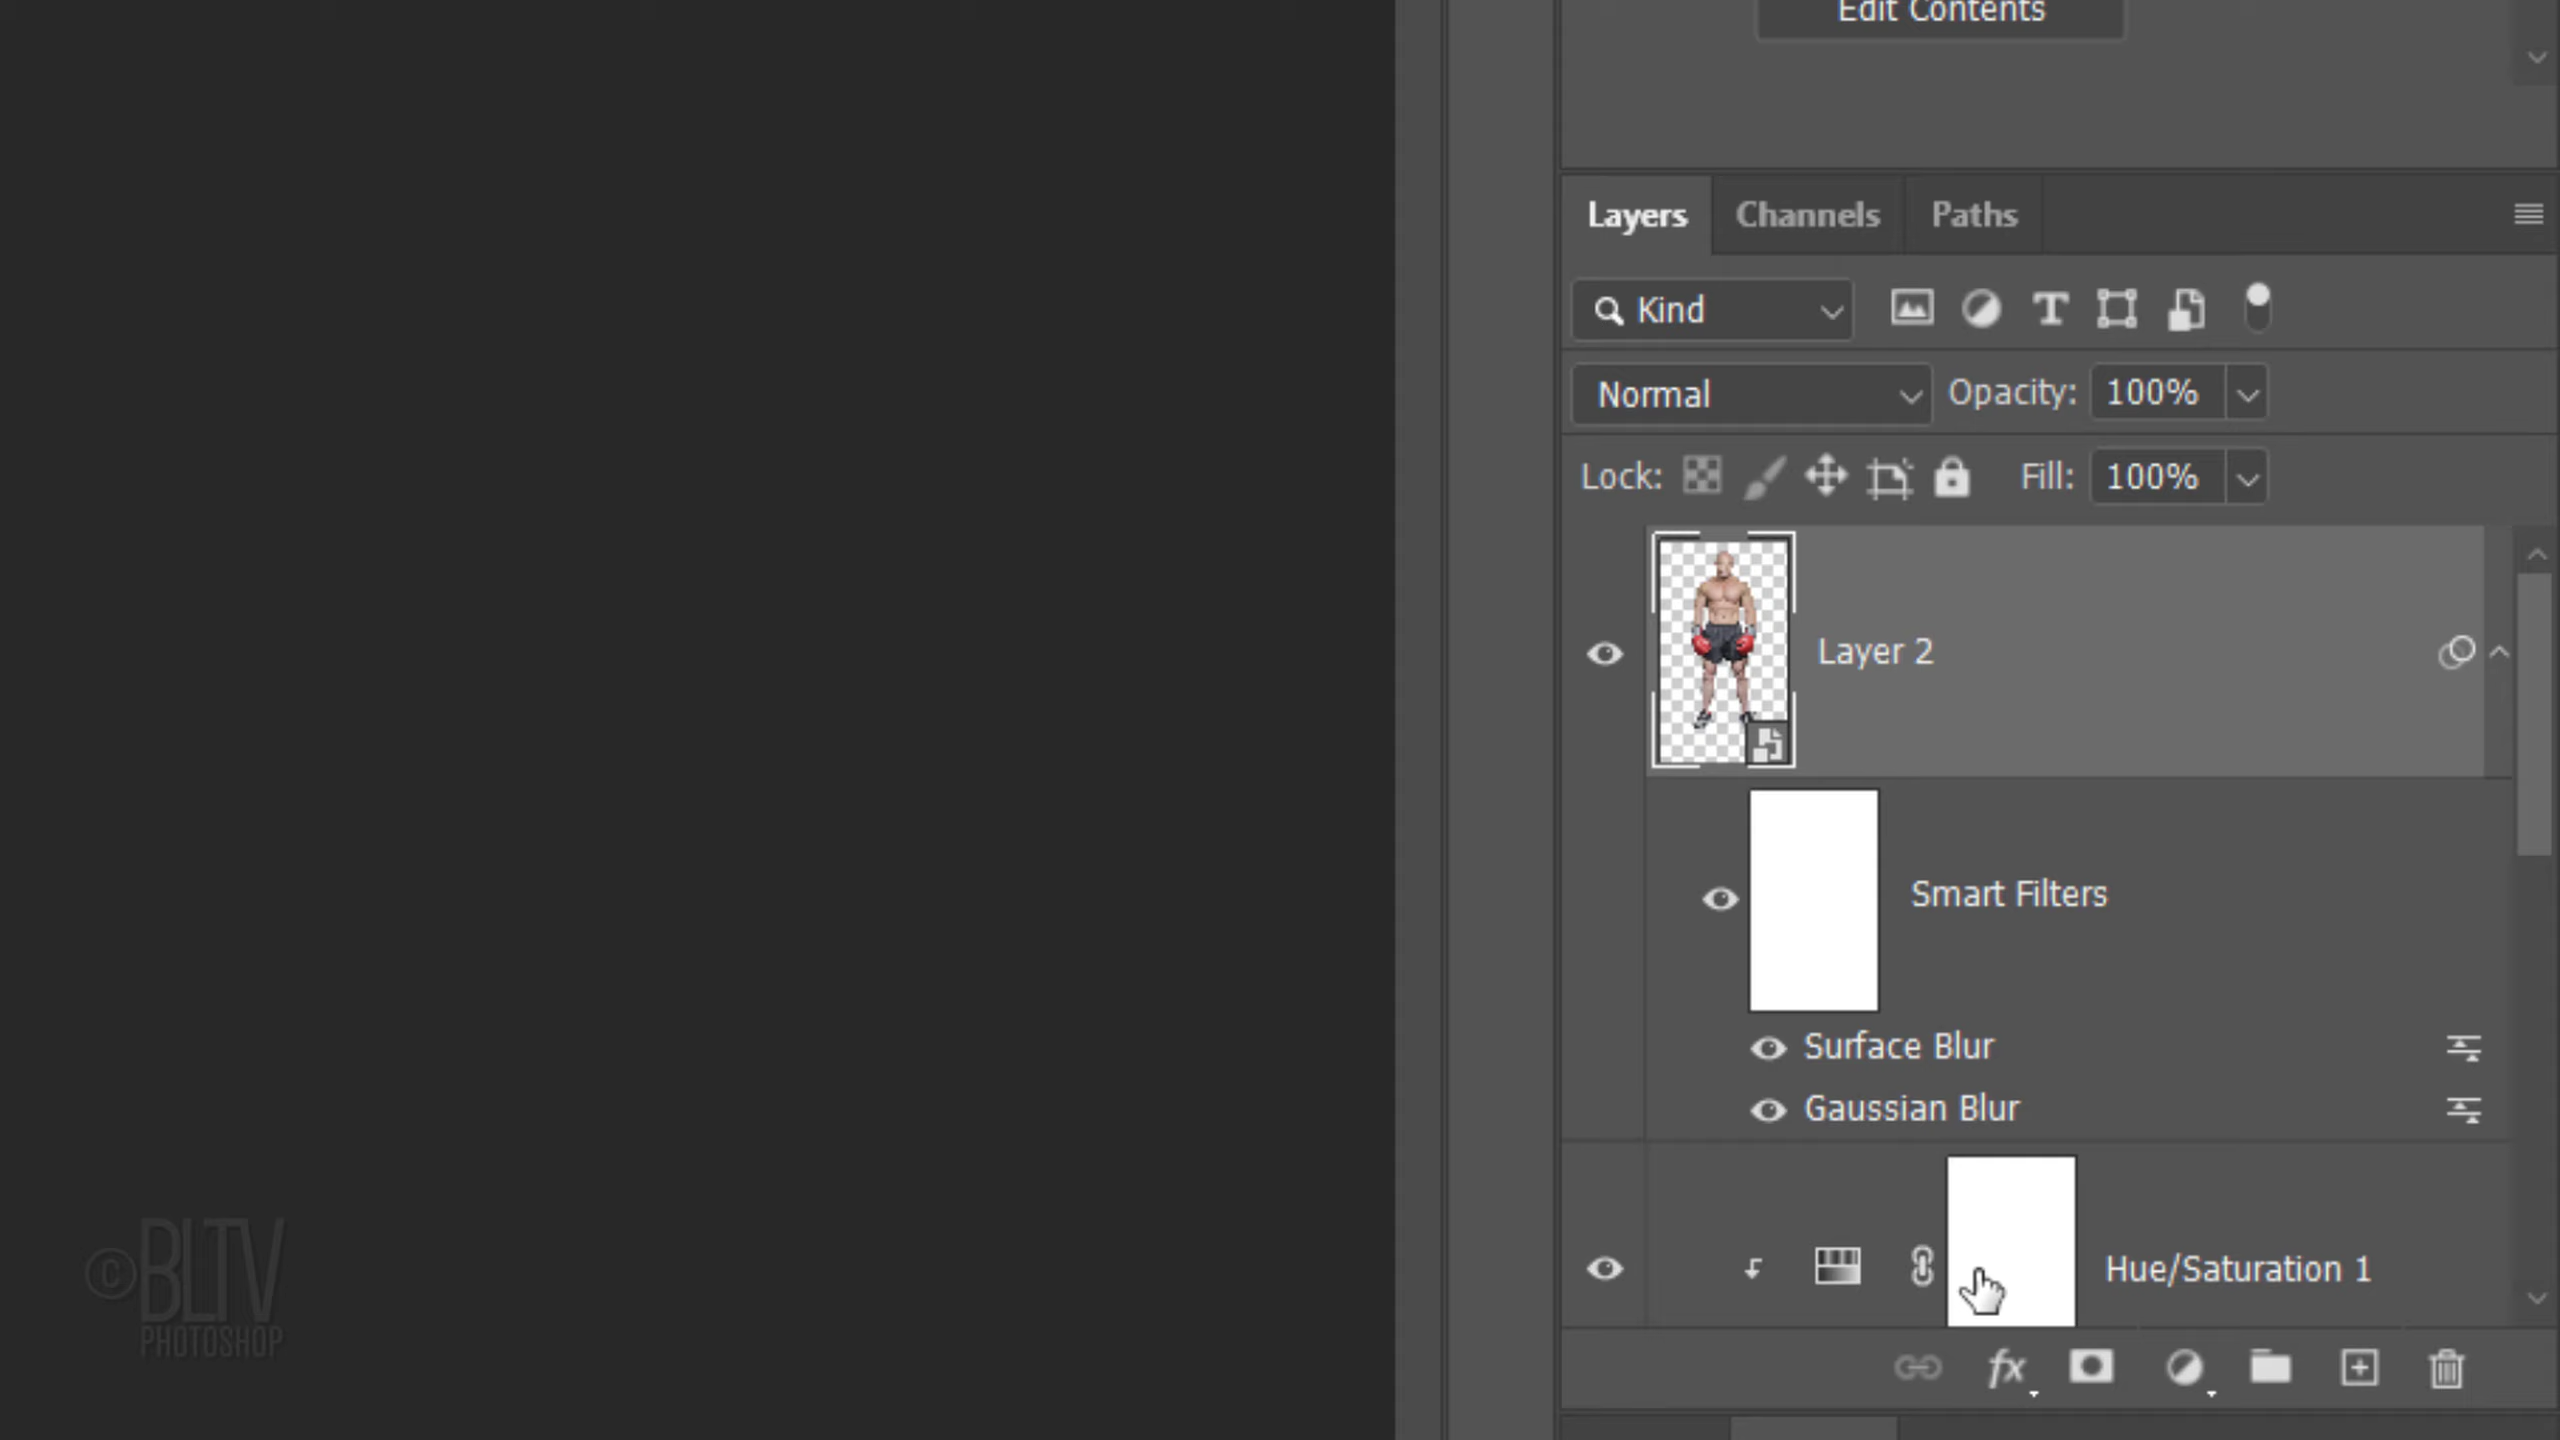 Edit Contents
Layers Channels Paths
Kind
Normal Opacity: 100%
Lock: Fill: 100%
Layer 2
Smart Filters
Surface Blur
Gaussian Blur
Hue/Saturation 1
fx
©BLTV
PHOTOSHOP